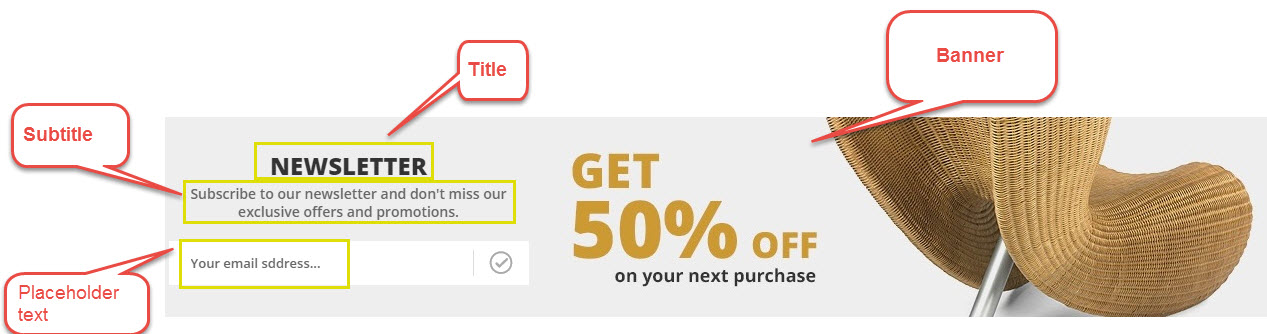 Title
Banner
Subtitle
NEWSLETTER
Subscribe to our newsletter and don't miss our
exclusive offers and promotions.
Your email sddress...
Placeholder
text
GET
50% OFF
on your next purchase